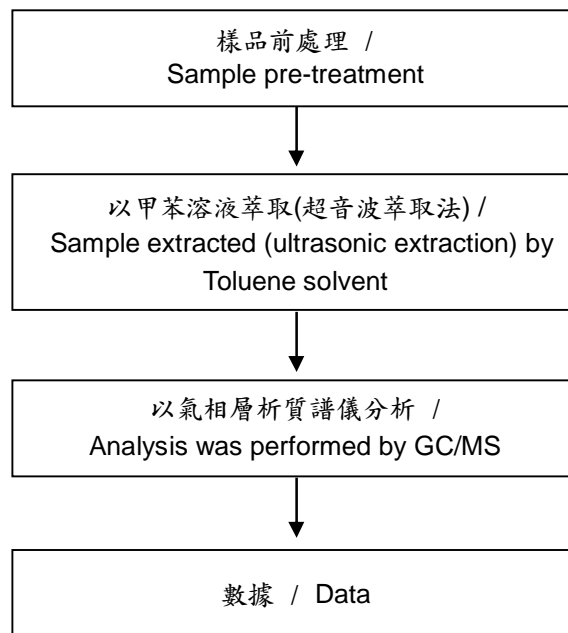 樣品前處理 /
Sample pre-treatment
以甲苯溶液萃取(超音波萃取法) /
Sample extracted (ultrasonic extraction) by
Toluene solvent
以氣相層析質譜儀分析 /
Analysis was performed by GC/MS
數據 / Data